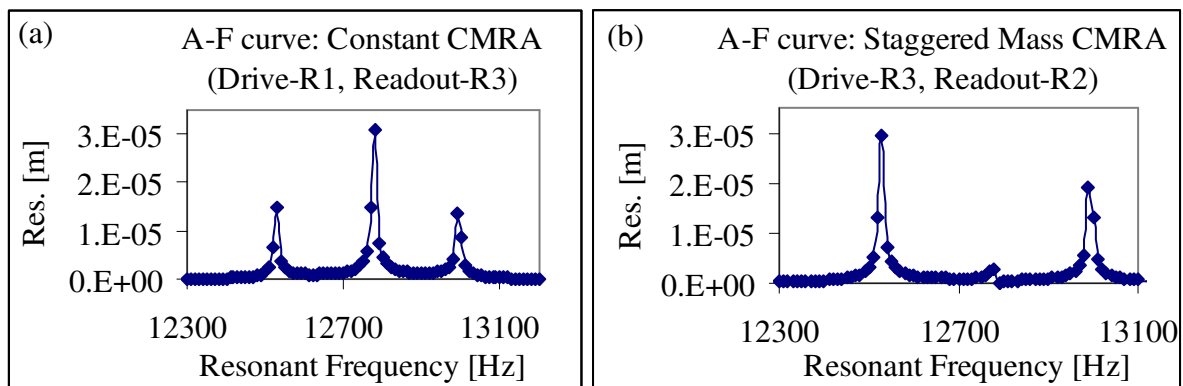 (a)
A-F curve: Constant CMRA
(Drive-R1, Readout-R3)
Res. [m]
3.E-05
2.E-05
1.E-05
0.E+00
12300
12700
13100
Resonant Frequency [Hz]
(b)
A-F curve: Staggered Mass CMRA
(Drive-R3, Readout-R2)
Res. [m]
3.E-05
2.E-05
1.E-05
0.E+00
12300
12700
13100
Resonant Frequency [Hz]